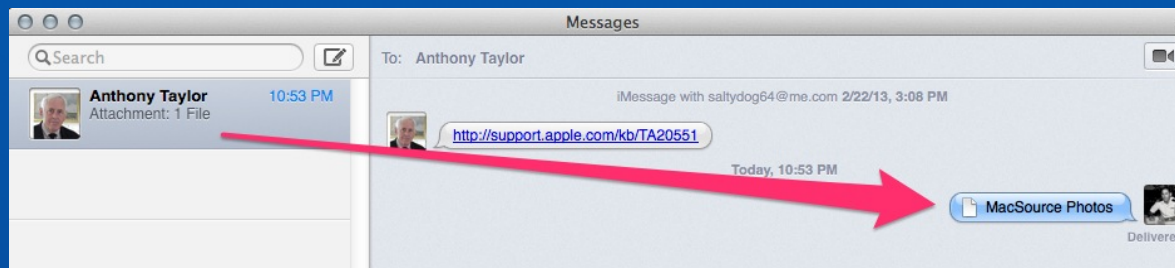 Messages
Search
Anthony Taylor 10:53 PM
Attachment: 1 File
To: Anthony Taylor
iMessage with saltydog64@me.com 2/22/13, 3:08 PM
http://support.apple.com/kb/TA20551
Today, 10:53 PM
MacSource Photos
Delivere